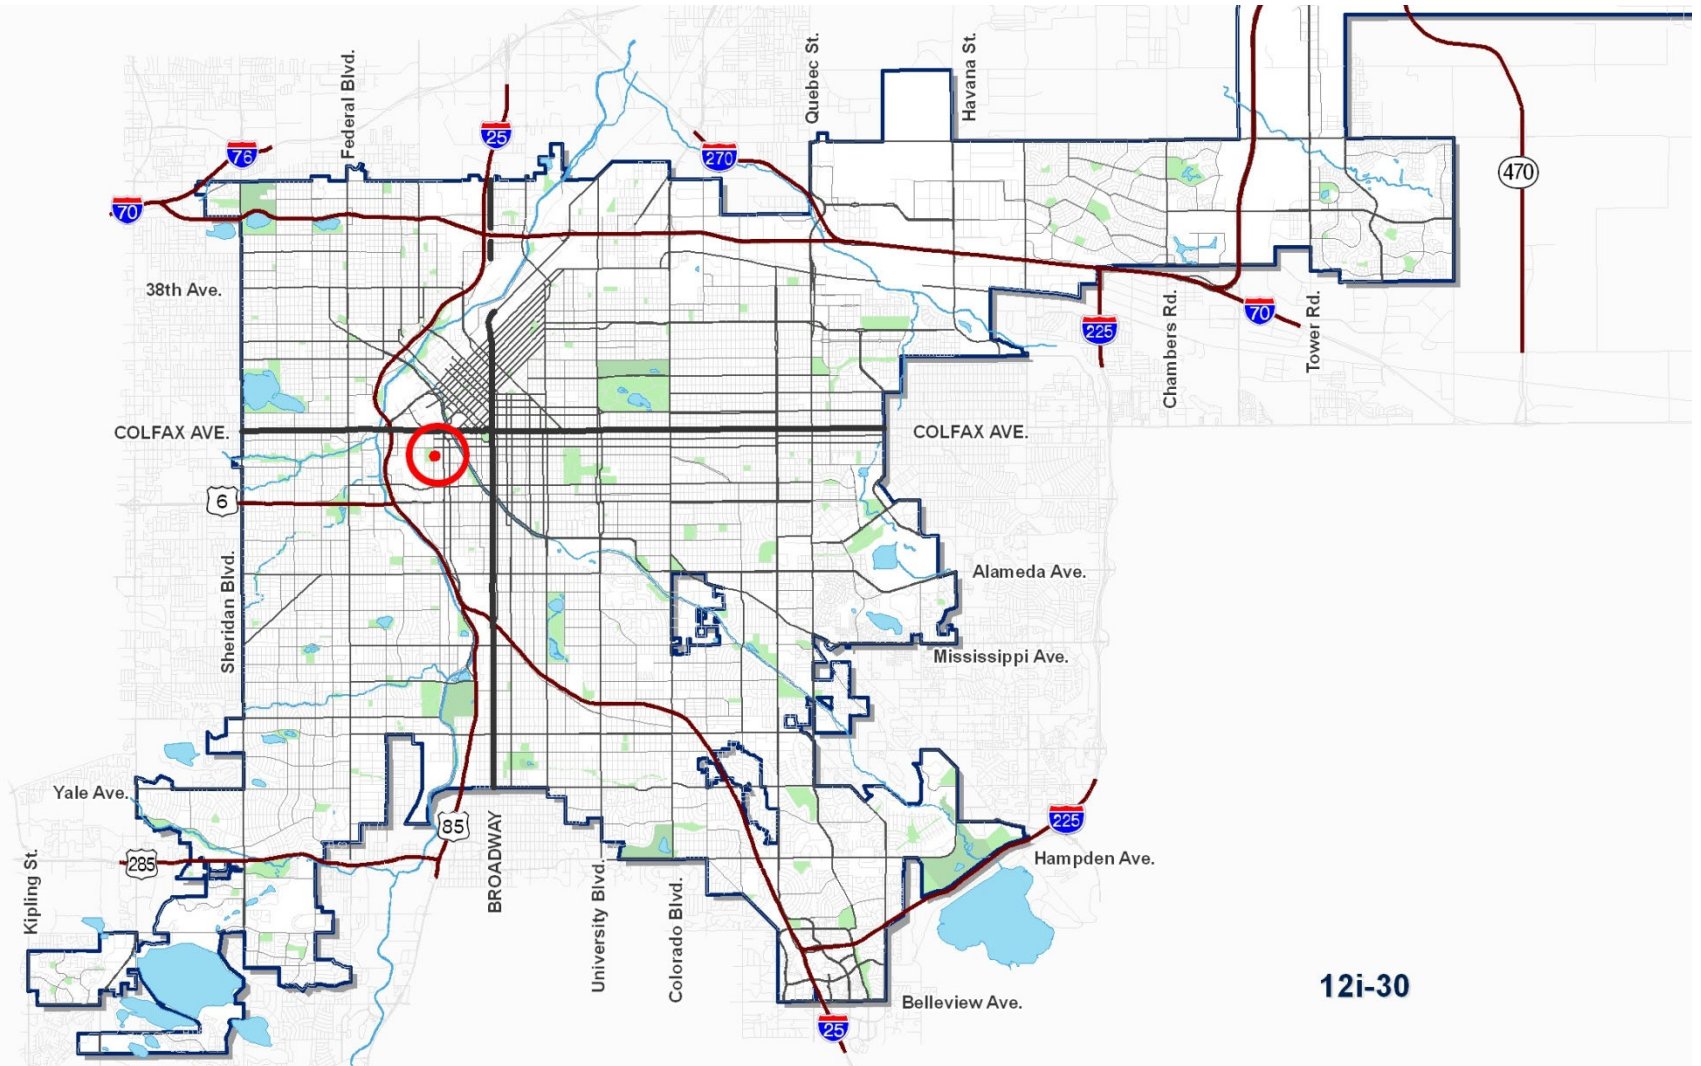 Federal Blvd.
Quebec St.
Havana St.
25
76
270
70
470
38th Ave.
225
Chambers Rd.
70
Tower Rd.
COLFAX AVE.
COLFAX AVE.
6
Sheridan Blvd.
Alameda Ave.
Mississippi Ave.
Yale Ave.
85
225
285
Hampden Ave.
Kipling St.
BROADWAY
University Blvd.
Colorado Blvd.
Belleview Ave.
12i-30
25